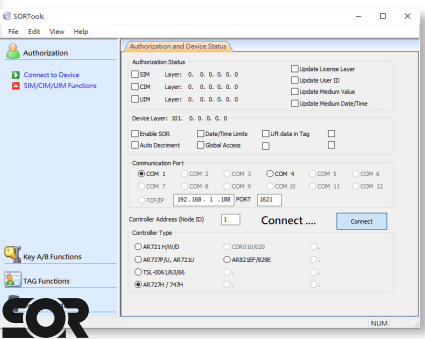 SORTools
File Edit View Help
Authorization
Connect to Device
SIM/CIM/UIM Functions
Key A/B Functions
TAG Functions
SOR
Authorization and Device Status
Authorization Status
SIM Layer: 0. 0. 0. 0. 0. 0 Update License Layer
Update User ID
CIM Layer: 0. 0. 0. 0. 0. 0 Update Medium Value
UIM Layer: 0. 0. 0. 0. 0. 0 Update Medium Date/Time
Device Layer: 101. 0. 0. 0. 0. 0
Enable SOR Date/Time Limits Lift data in Tag
Auto Decriment Global Access
Communication Port
COM 1 COM 2 COM 3 COM 4 COM 5 COM 6
COM 7 COM 8 COM 9 COM 10 COM 11 COM 12
TCP/IP 192.168 . 1 .188 PORT 1621
Controller Address (Node ID) 1 Connect .... Connect
Controller Type
AR721H/W/D CDR010/020 .
AR737P/U, AR721U AR821EF/829E .
TSL-0061/63/66 . .
AR727H / 747H . .
NUM